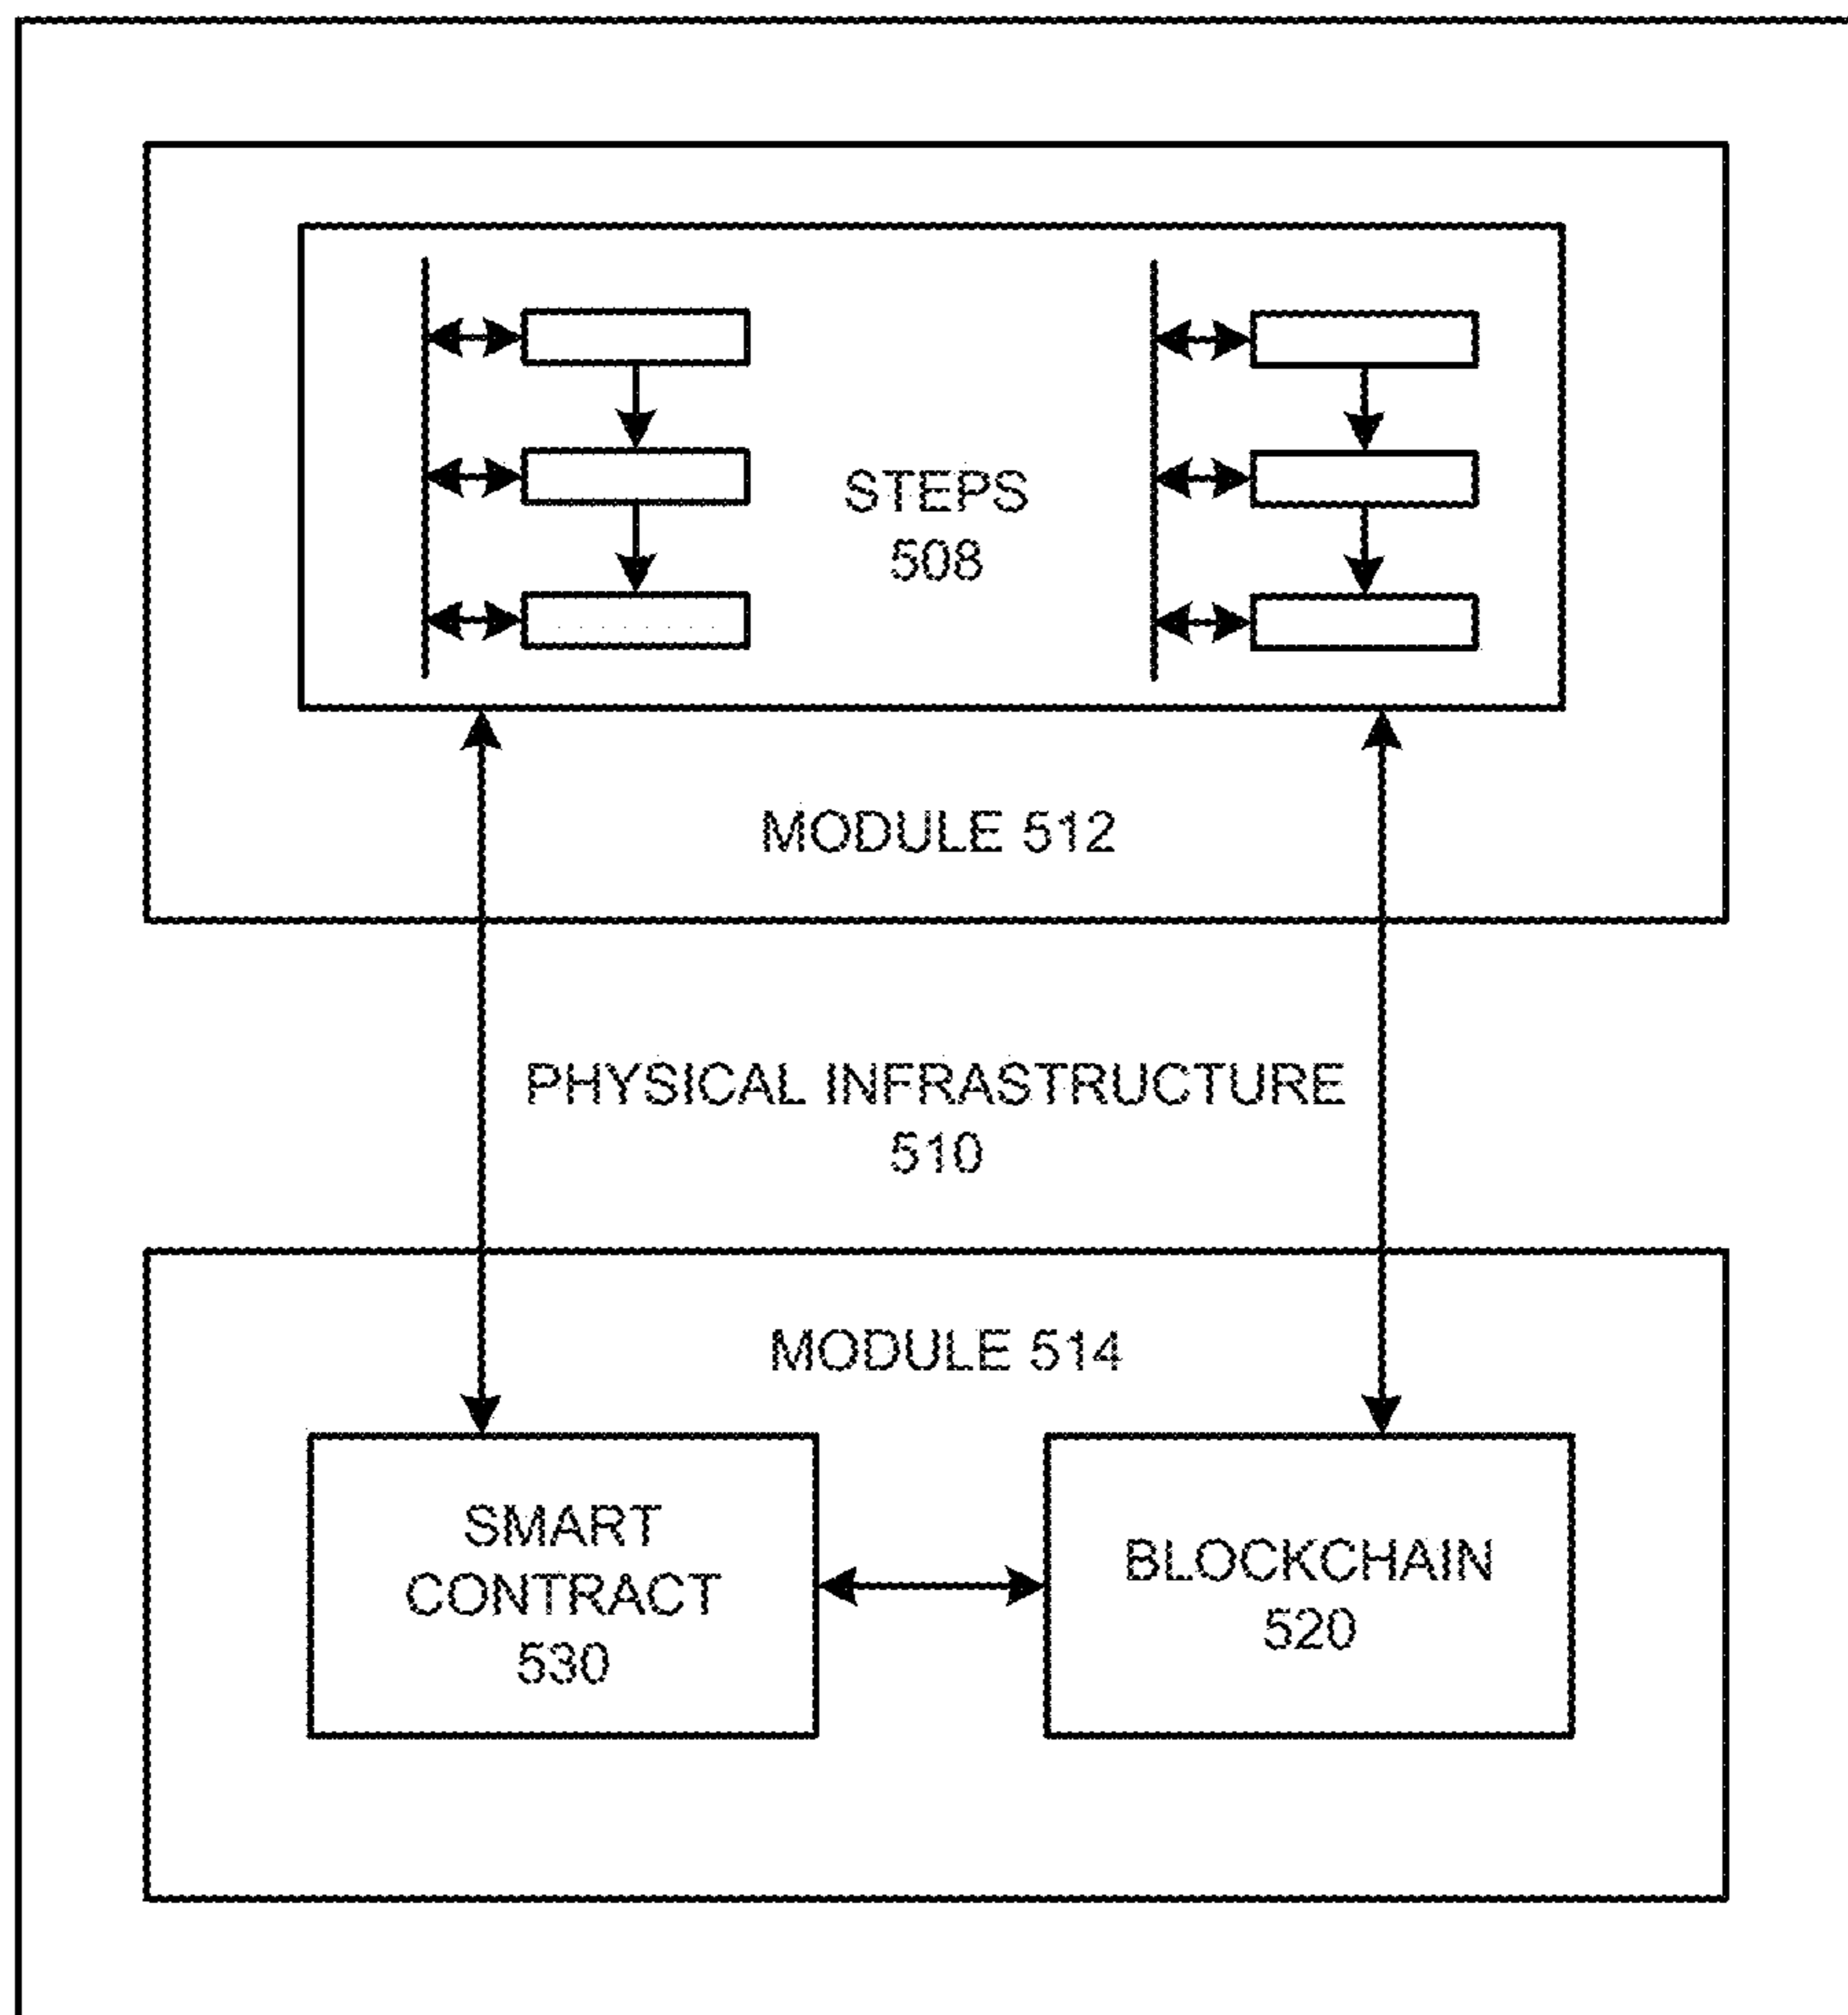 STEPS
508
MODULE 512
PHYSICAL INFRASTRUCTURE
510
MODULE 514
SMART
CONTRACT
530
BLOCKCHAIN
520